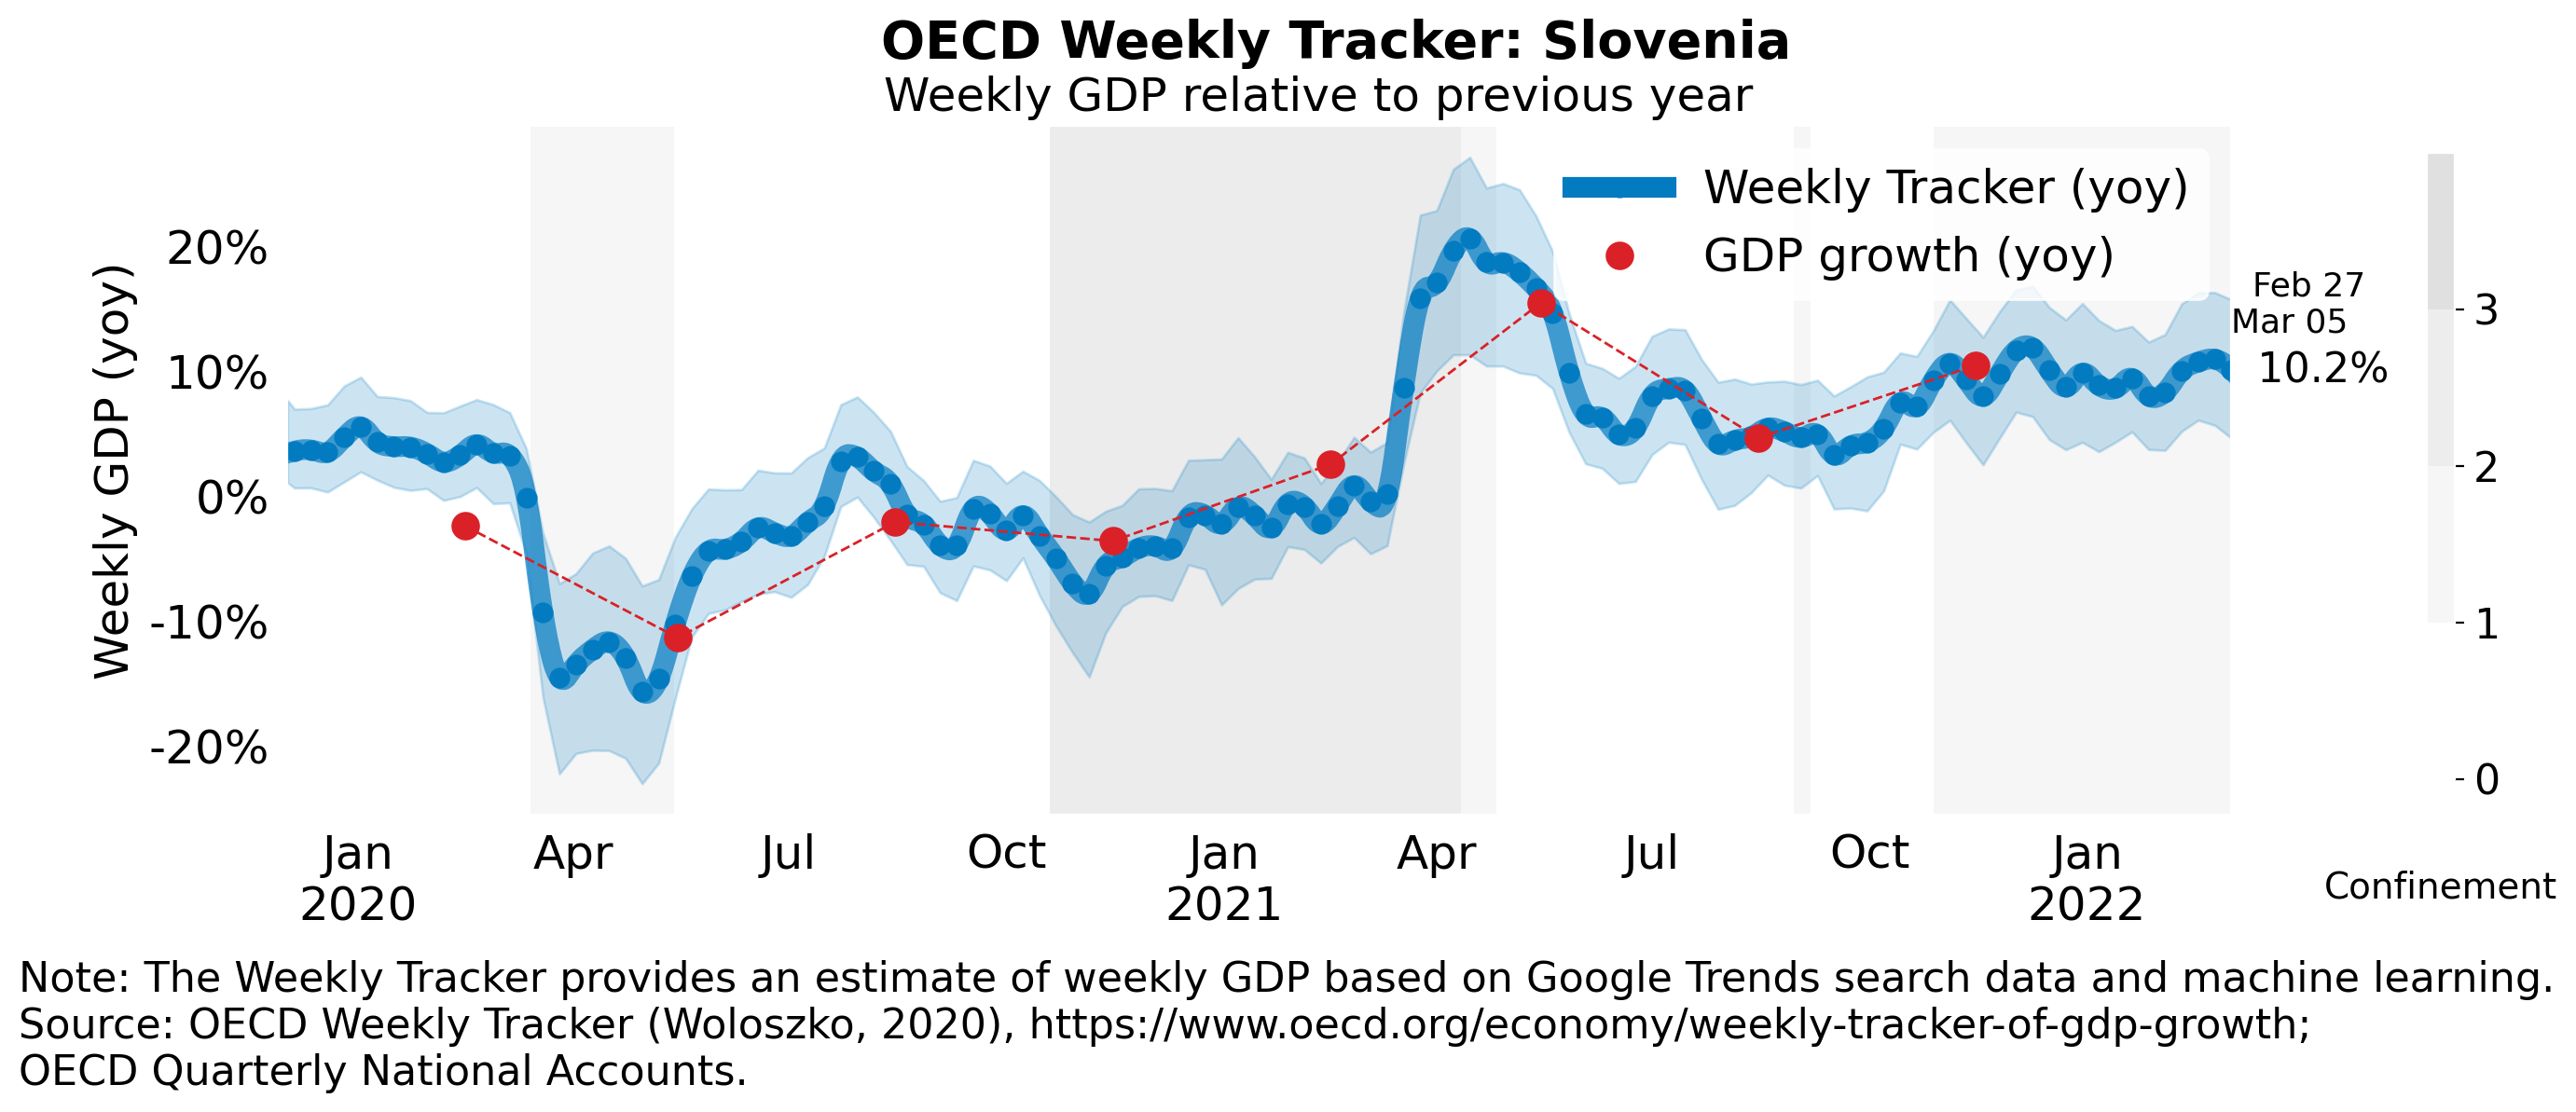 OECD Weekly Tracker: Slovenia
Weekly GDP relative to previous year
Weekly Tracker (yoy)
GDP growth (yoy)
Weekly GDP (yoy)
20%
10%
0%
-10%
-20%
Feb 27
Mar 05
10.2%
3
2
1
0
Jan Apr Jul Oct Jan Apr Jul Oct Jan
2020 2021 2022
Confinement
Note: The Weekly Tracker provides an estimate of weekly GDP based on Google Trends search data and machine learning.
Source: OECD Weekly Tracker (Woloszko, 2020), https://www.oecd.org/economy/weekly-tracker-of-gdp-growth;
OECD Quarterly National Accounts.